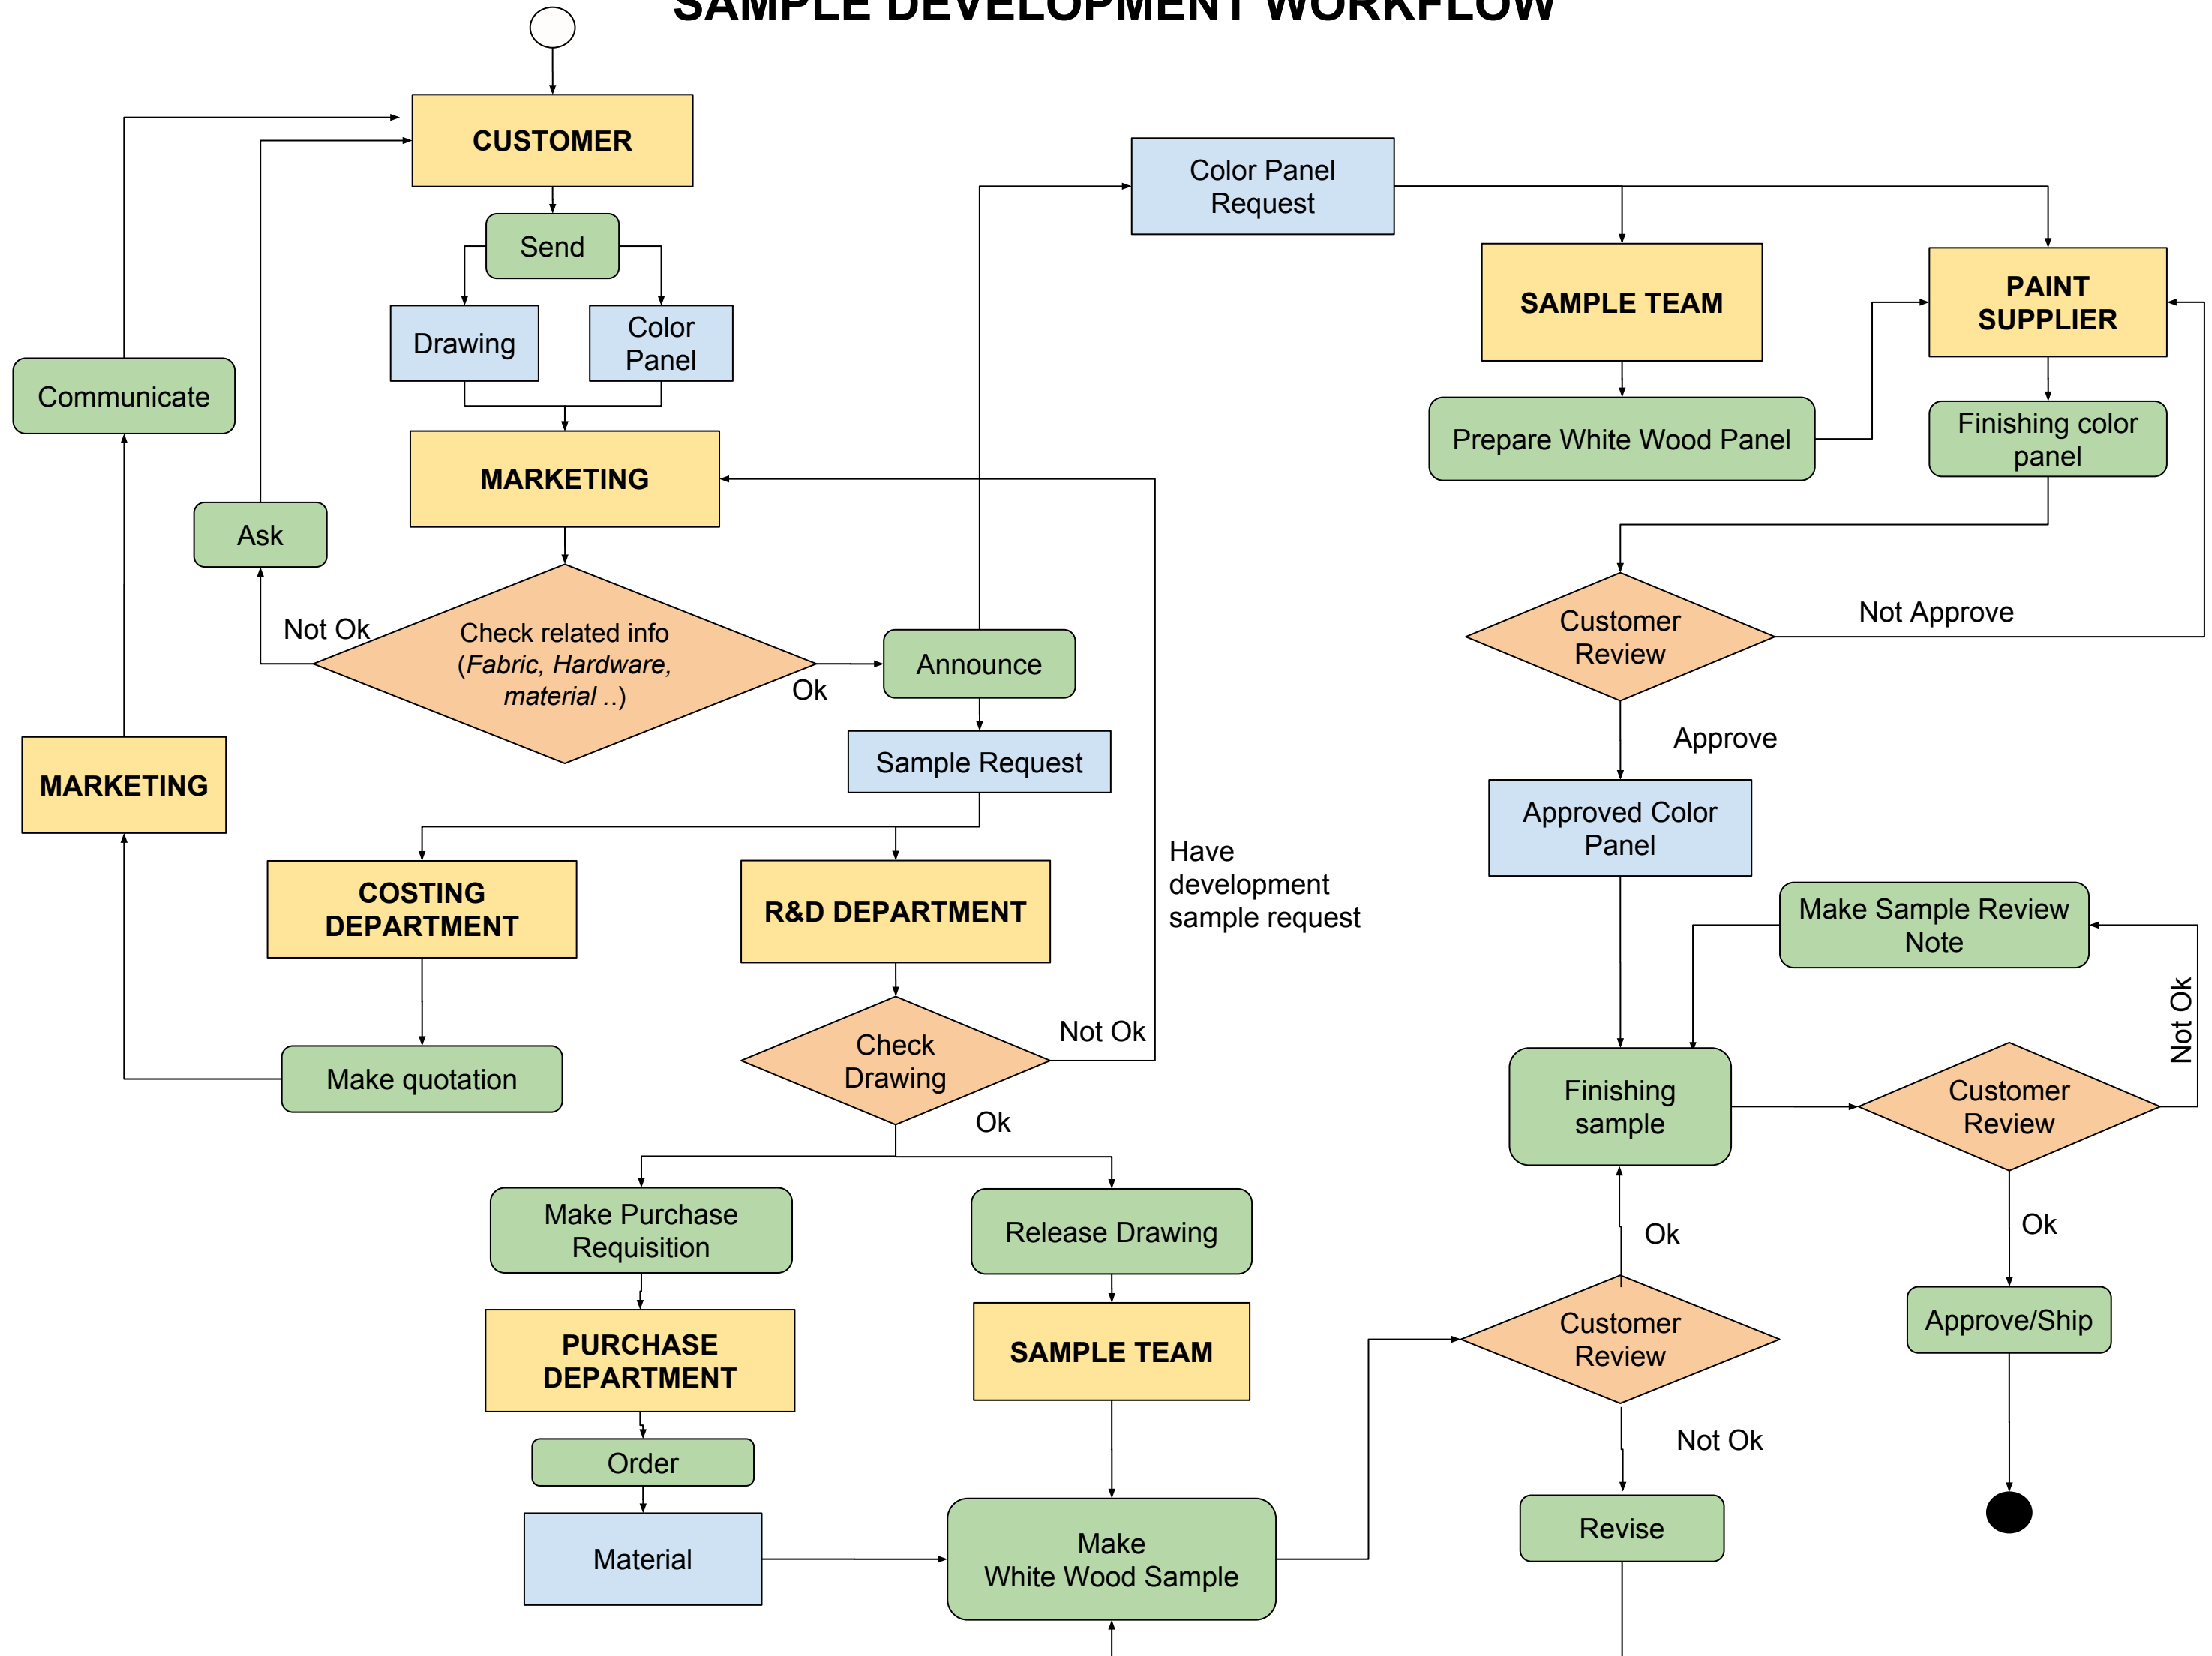 SAMPLE DEVELOPMENT WORKFLOW
CUSTOMER
Send
Drawing
Color
Panel
Communicate
MARKETING
Ask
Not Ok
Check related info
(Fabric, Hardware,
material ..)
Ok
Announce
Sample Request
MARKETING
COSTING
DEPARTMENT
R&D DEPARTMENT
Have
development
sample request
Make quotation
Check
Drawing
Not Ok
Ok
Make Purchase
Requisition
Release Drawing
PURCHASE
DEPARTMENT
SAMPLE TEAM
Order
Material
Make
White Wood Sample
Color Panel
Request
SAMPLE TEAM
PAINT
SUPPLIER
Prepare White Wood Panel
Finishing color
panel
Customer
Review
Not Approve
Approve
Approved Color
Panel
Make Sample Review
Note
Not Ok
Finishing
sample
Customer
Review
Ok
Ok
Customer
Review
Approve/Ship
Not Ok
Revise